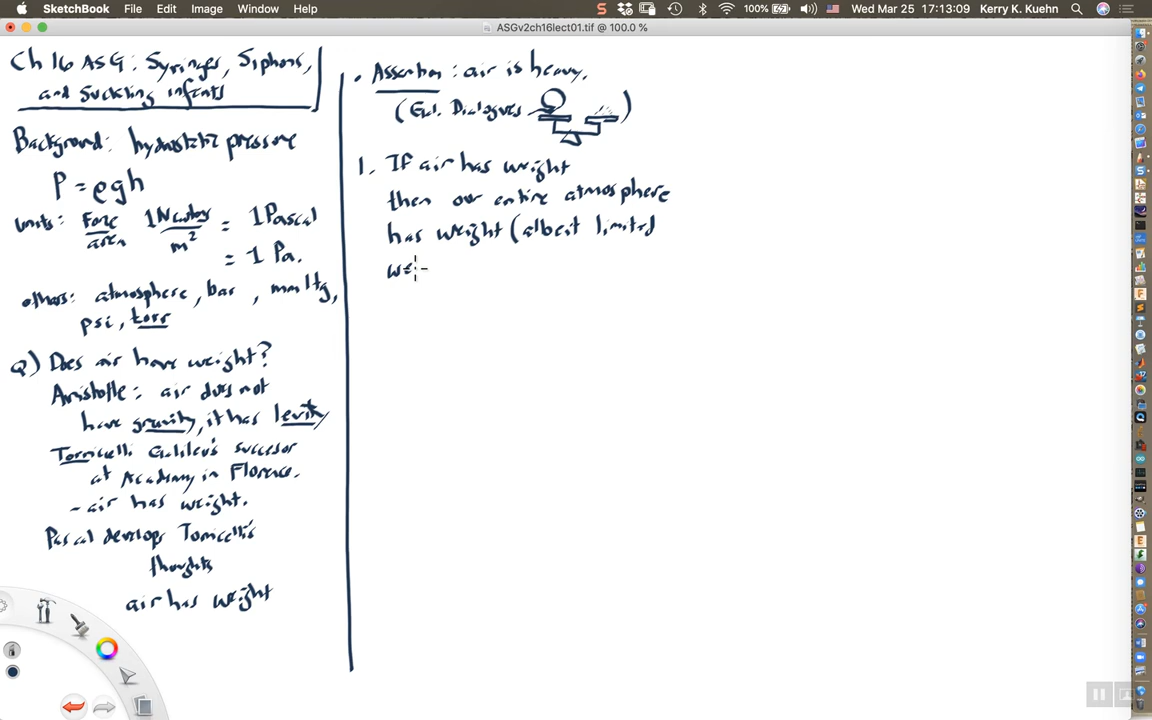 SketchBook File Edit Image Window Help 100% Wed Mar 25 17:13:09 Kerry K. Kuehn
ASGv2ch16lect01.tif @ 100.0 %
Ch 16 ASG: Syringes, Siphons,
and Suckling infants
Background: hydrostatic pressure
P = ρgh
units: Force/area 1 Newton/m² = 1 Pascal
= 1 Pa.
others: atmosphere, bar, mmHg,
psi, torr
Q) Does air have weight?
Aristotle: air does not
have gravity, it has levity
Torricelli Galileo's succesor
at Academy in Florence.
- air has weight.
Pascal develops Torricelli's
thoughts
air has weight
• Assertion: air is heavy.
(Gal. Dialogues)
1. If air has weight
then our entire atmosphere
has weight (albeit limited
we